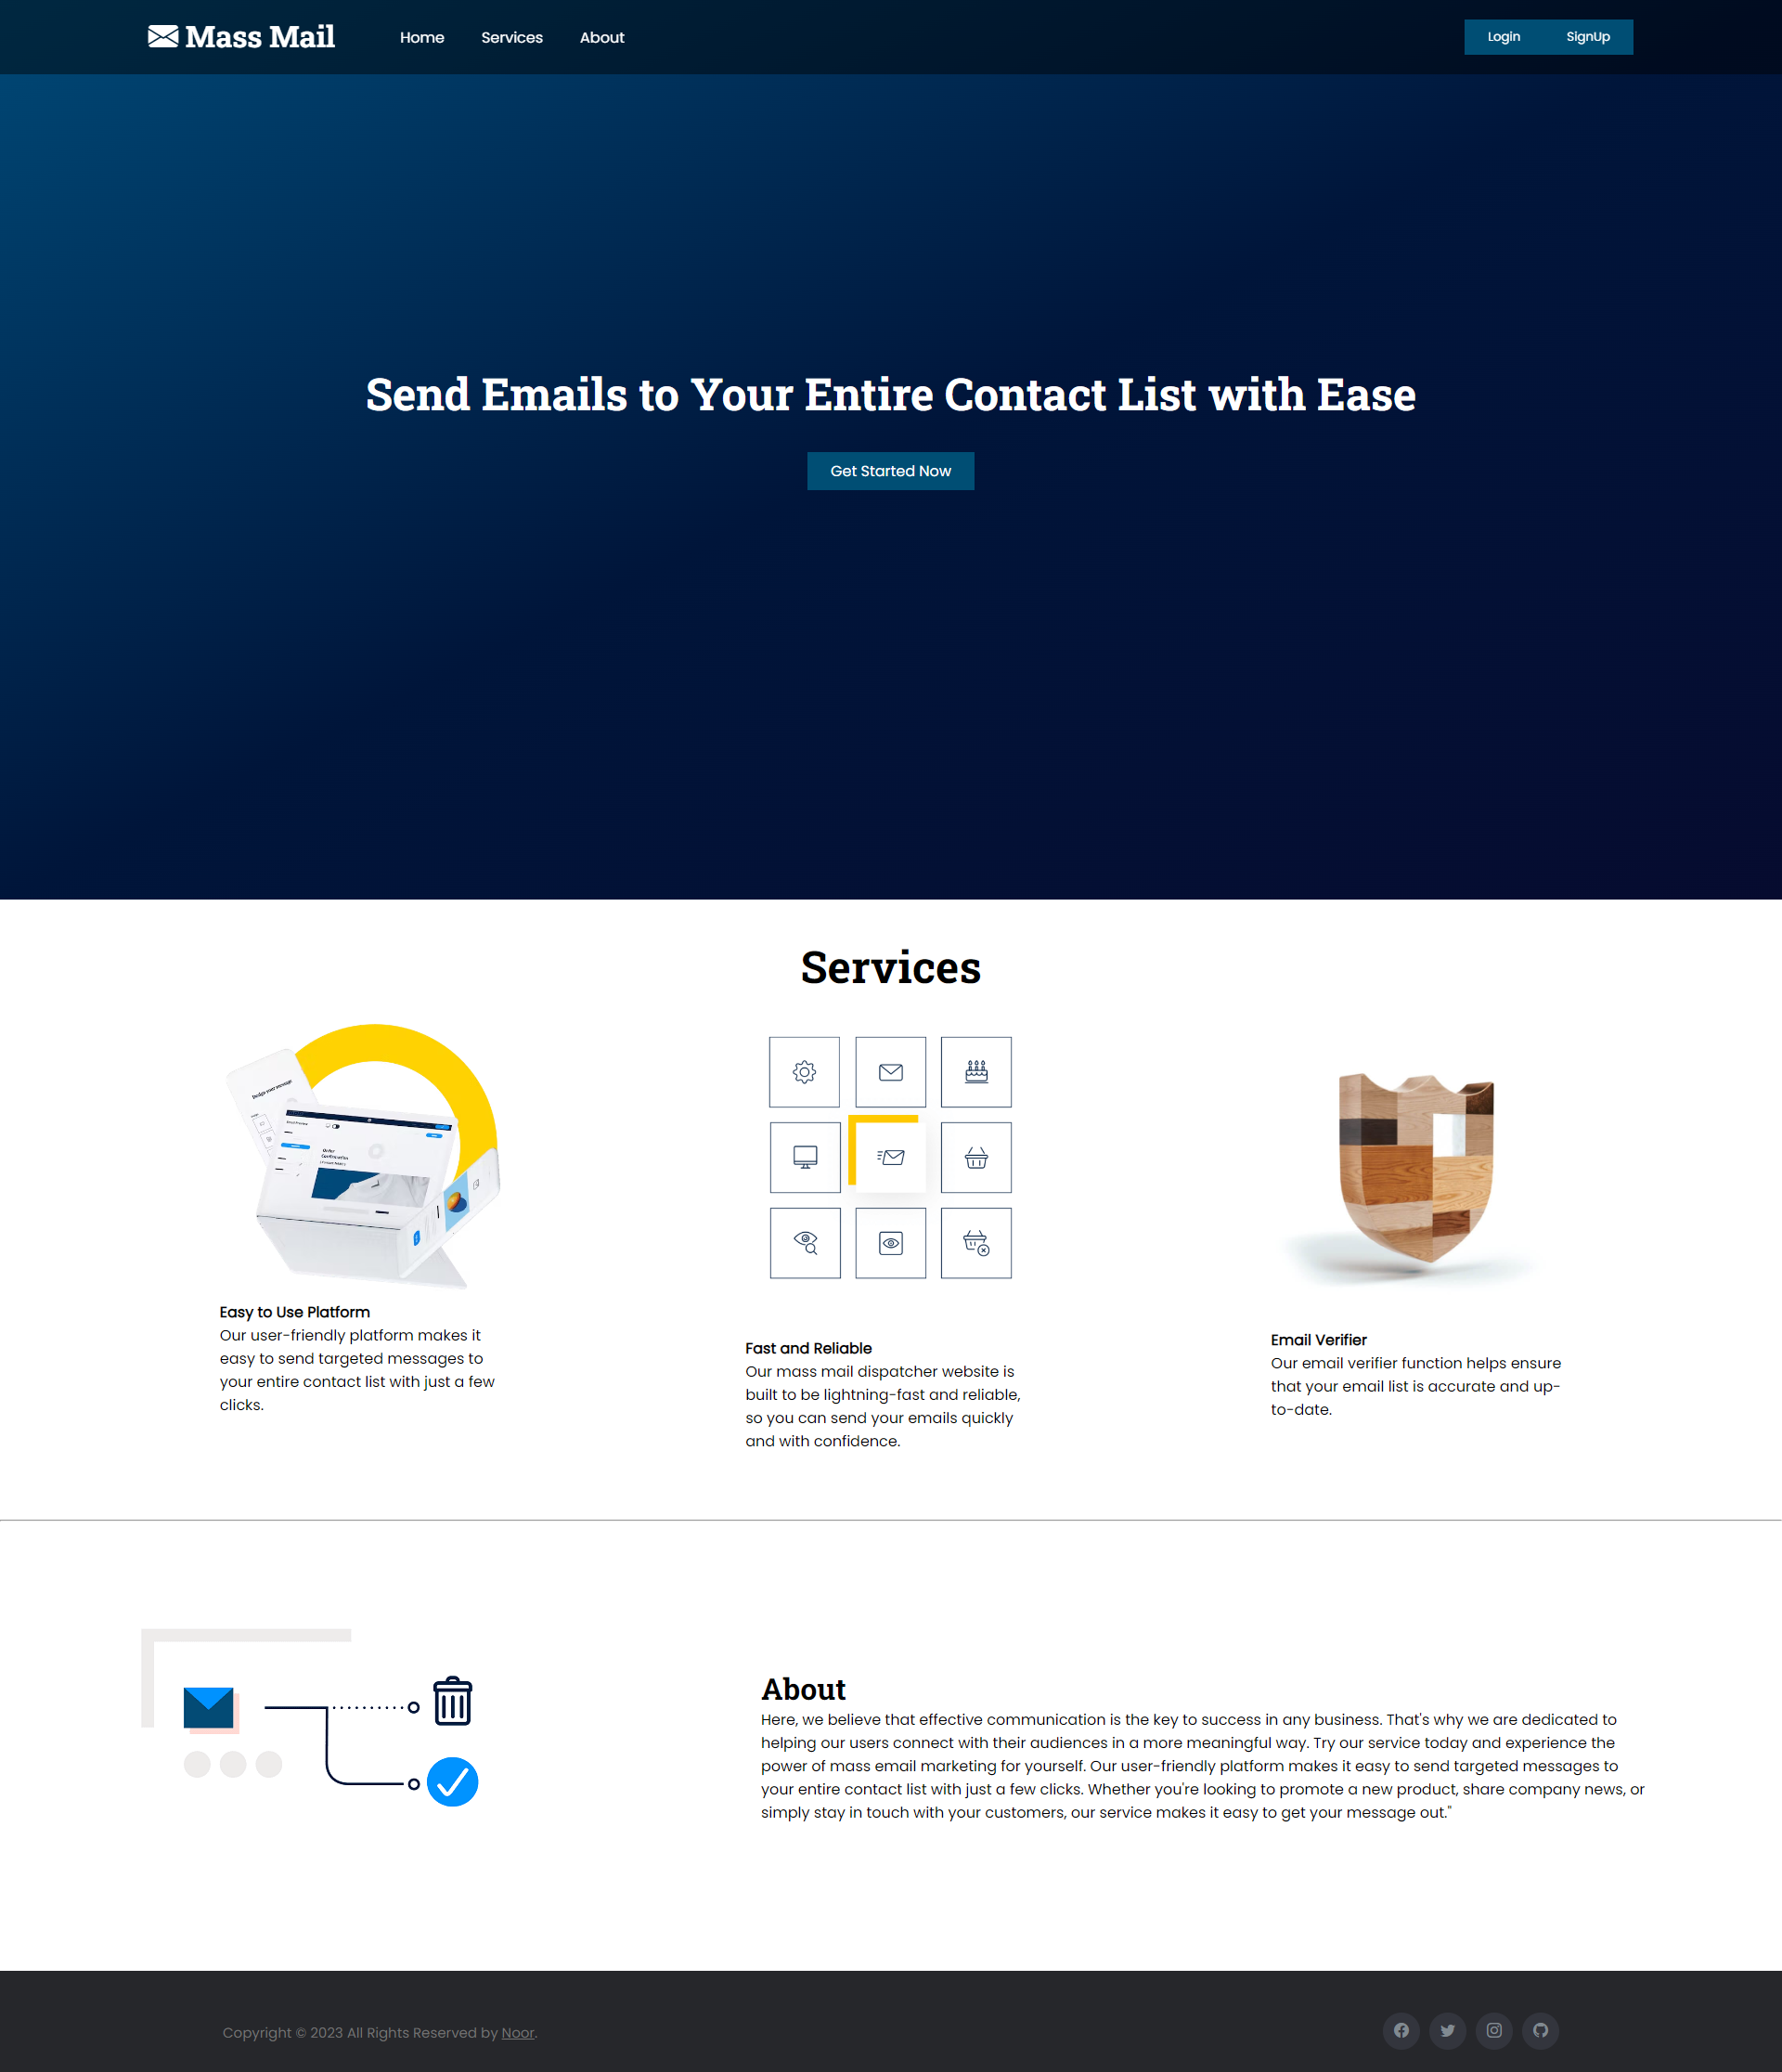 Mass Mail
Home
Services
About
Login
SignUp
Send Emails to Your Entire Contact List with Ease
Get Started Now
Services
Easy to Use Platform
Our user-friendly platform makes it
easy to send targeted messages to
your entire contact list with just a few
clicks.
Fast and Reliable
Our mass mail dispatcher website is
built to be lightning-fast and reliable,
so you can send your emails quickly
and with confidence.
Email Verifier
Our email verifier function helps ensure
that your email list is accurate and up-
to-date.
About
Here, we believe that effective communication is the key to success in any business. That's why we are dedicated to
helping our users connect with their audiences in a more meaningful way. Try our service today and experience the
power of mass email marketing for yourself. Our user-friendly platform makes it easy to send targeted messages to
your entire contact list with just a few clicks. Whether you're looking to promote a new product, share company news, or
simply stay in touch with your customers, our service makes it easy to get your message out."
Copyright © 2023 All Rights Reserved by Noor.